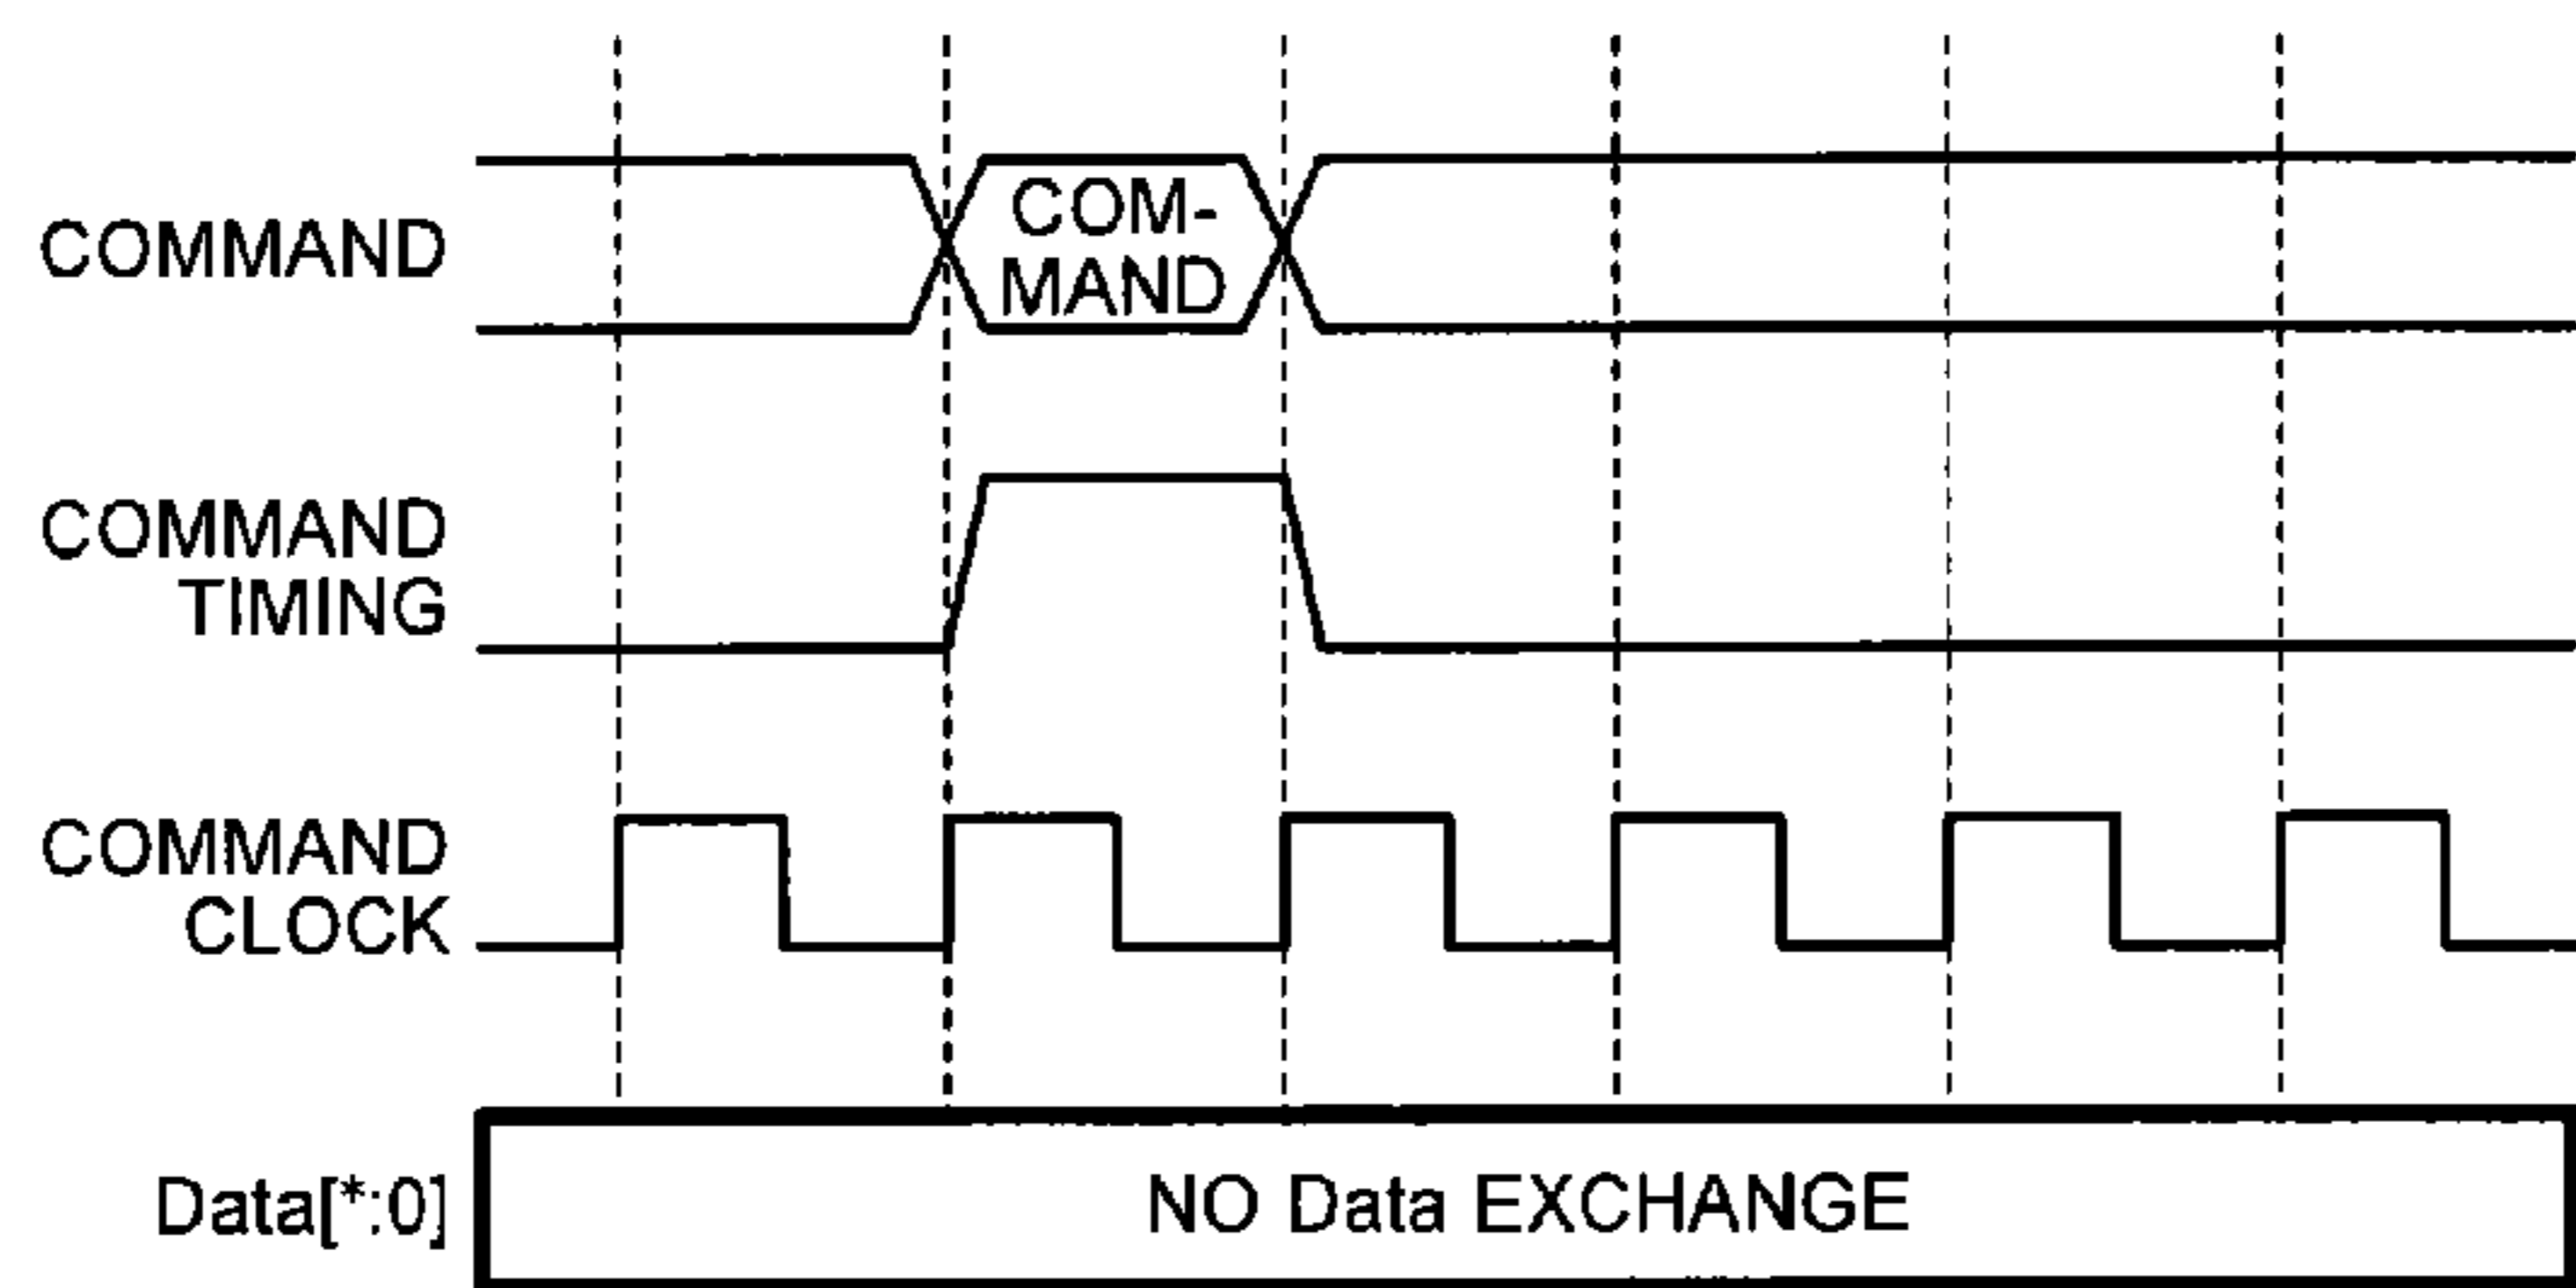 COMMAND
COM-
MAND
COMMAND
TIMING
COMMAND
CLOCK
Data[*:0]
NO Data EXCHANGE